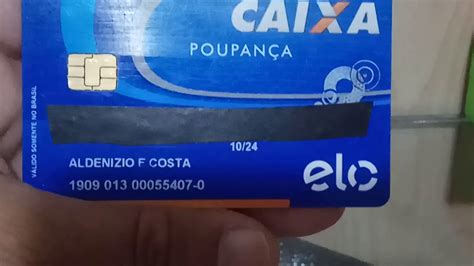 CAIXA
POUPANÇA
VÁLIDO SOMENTE NO BRASIL
10/24
ALDENIZIO F COSTA
1909 013 00055407-0
elo